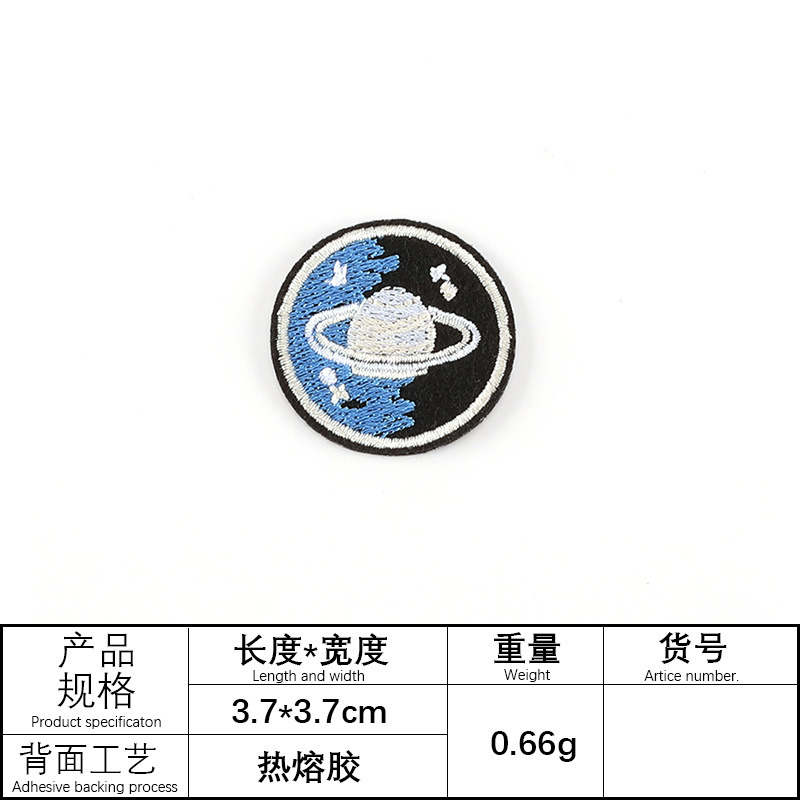 产品
规格
Product specificaton
长度*宽度
Length and width
重量
Weight
货号
Artice number.
3.7*3.7cm
0.66g
背面工艺
Adhesive backing process
热熔胶